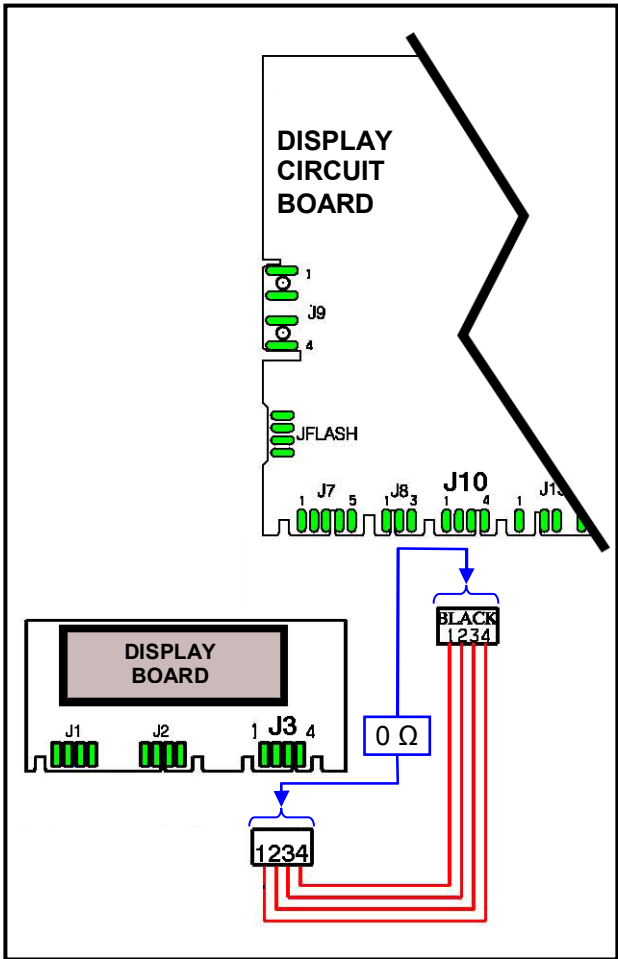 DISPLAY
CIRCUIT
BOARD
1
J9
4
JFLASH
J7
J8
J10
1 5 1 3 1 4 1
BLACK
1234
DISPLAY
BOARD
J1
J2
1 J3 4
0 Ω
1234